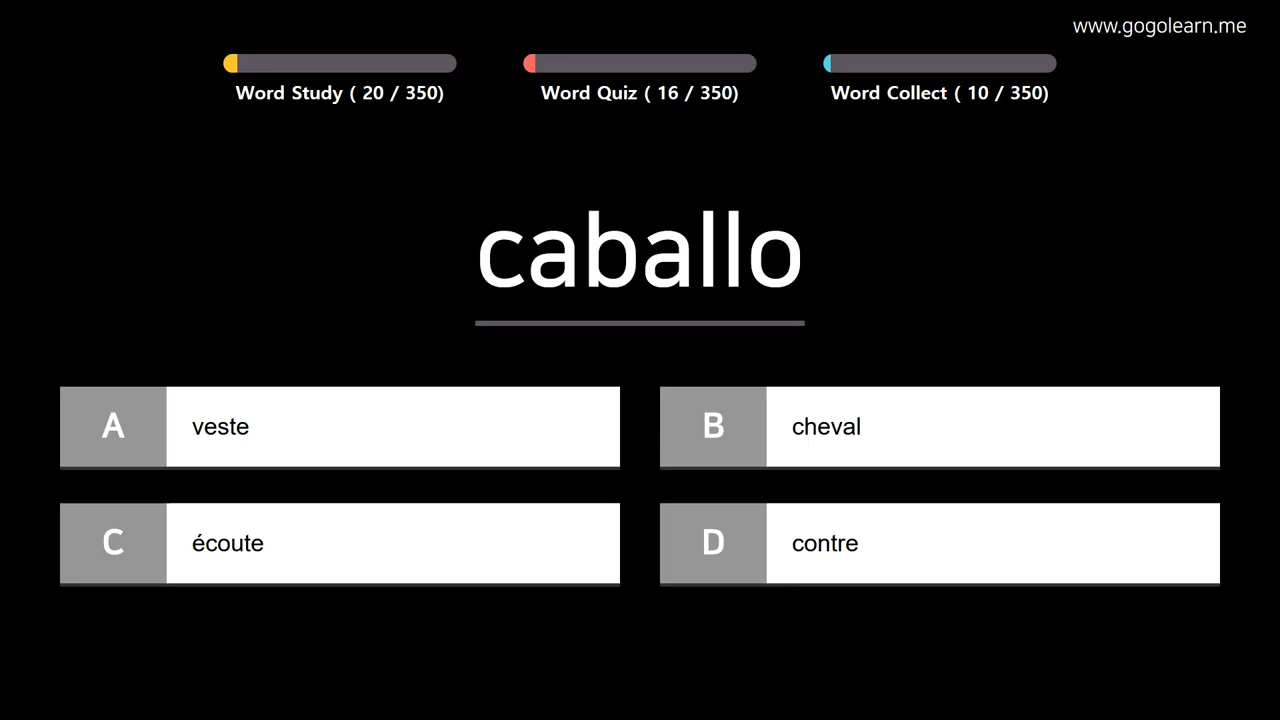 www.gogolearn.me
Word Study ( 20 / 350)
Word Quiz ( 16 / 350)
Word Collect ( 10 / 350)
caballo
A veste
B cheval
C écoute
D contre